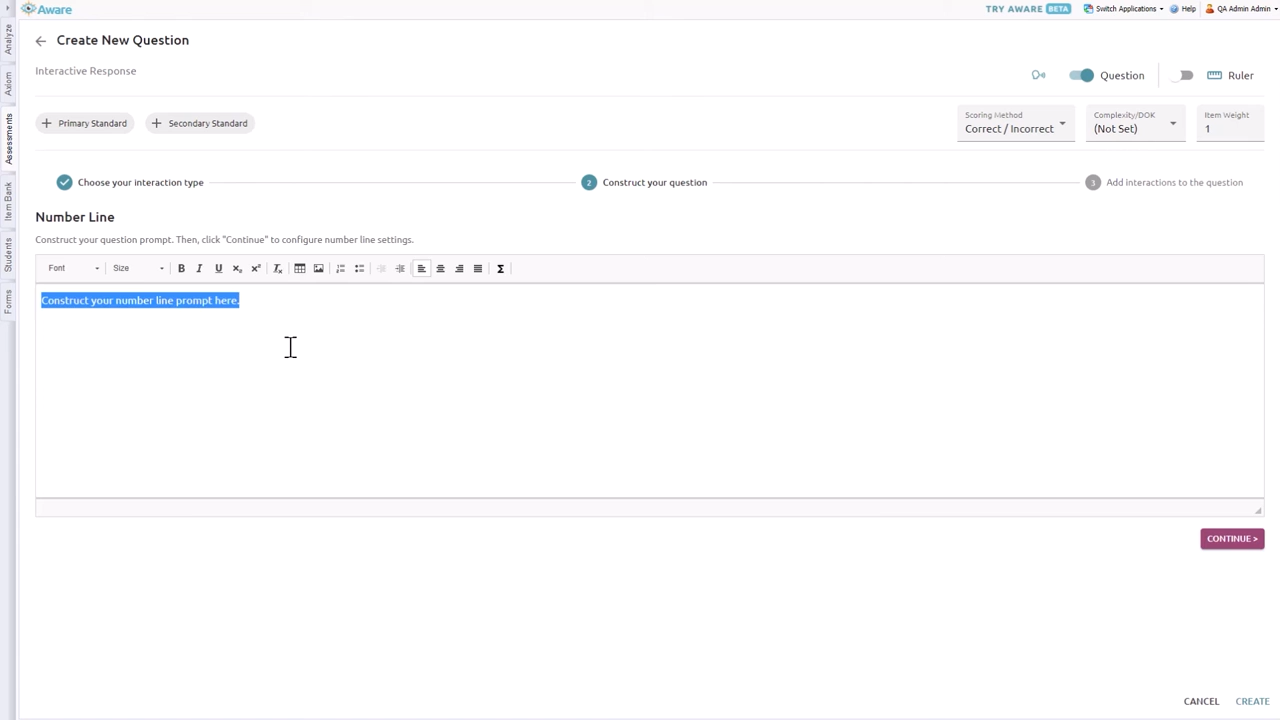 Aware
TRY AWARE BETA
Switch Applications
Help
QA Admin Admin
Analyze
Axiom
Assessments
Item Bank
Students
Forms
Create New Question
Interactive Response
Question
Ruler
Primary Standard
Secondary Standard
Scoring Method
Correct / Incorrect
Complexity/DOK
(Not Set)
Item Weight
1
Choose your interaction type
2 Construct your question
3 Add interactions to the question
Number Line
Construct your question prompt. Then, click "Continue" to configure number line settings.
Font
Size
B I U x₂ x² Tx Σ
Construct your number line prompt here.
CONTINUE >
CANCEL
CREATE